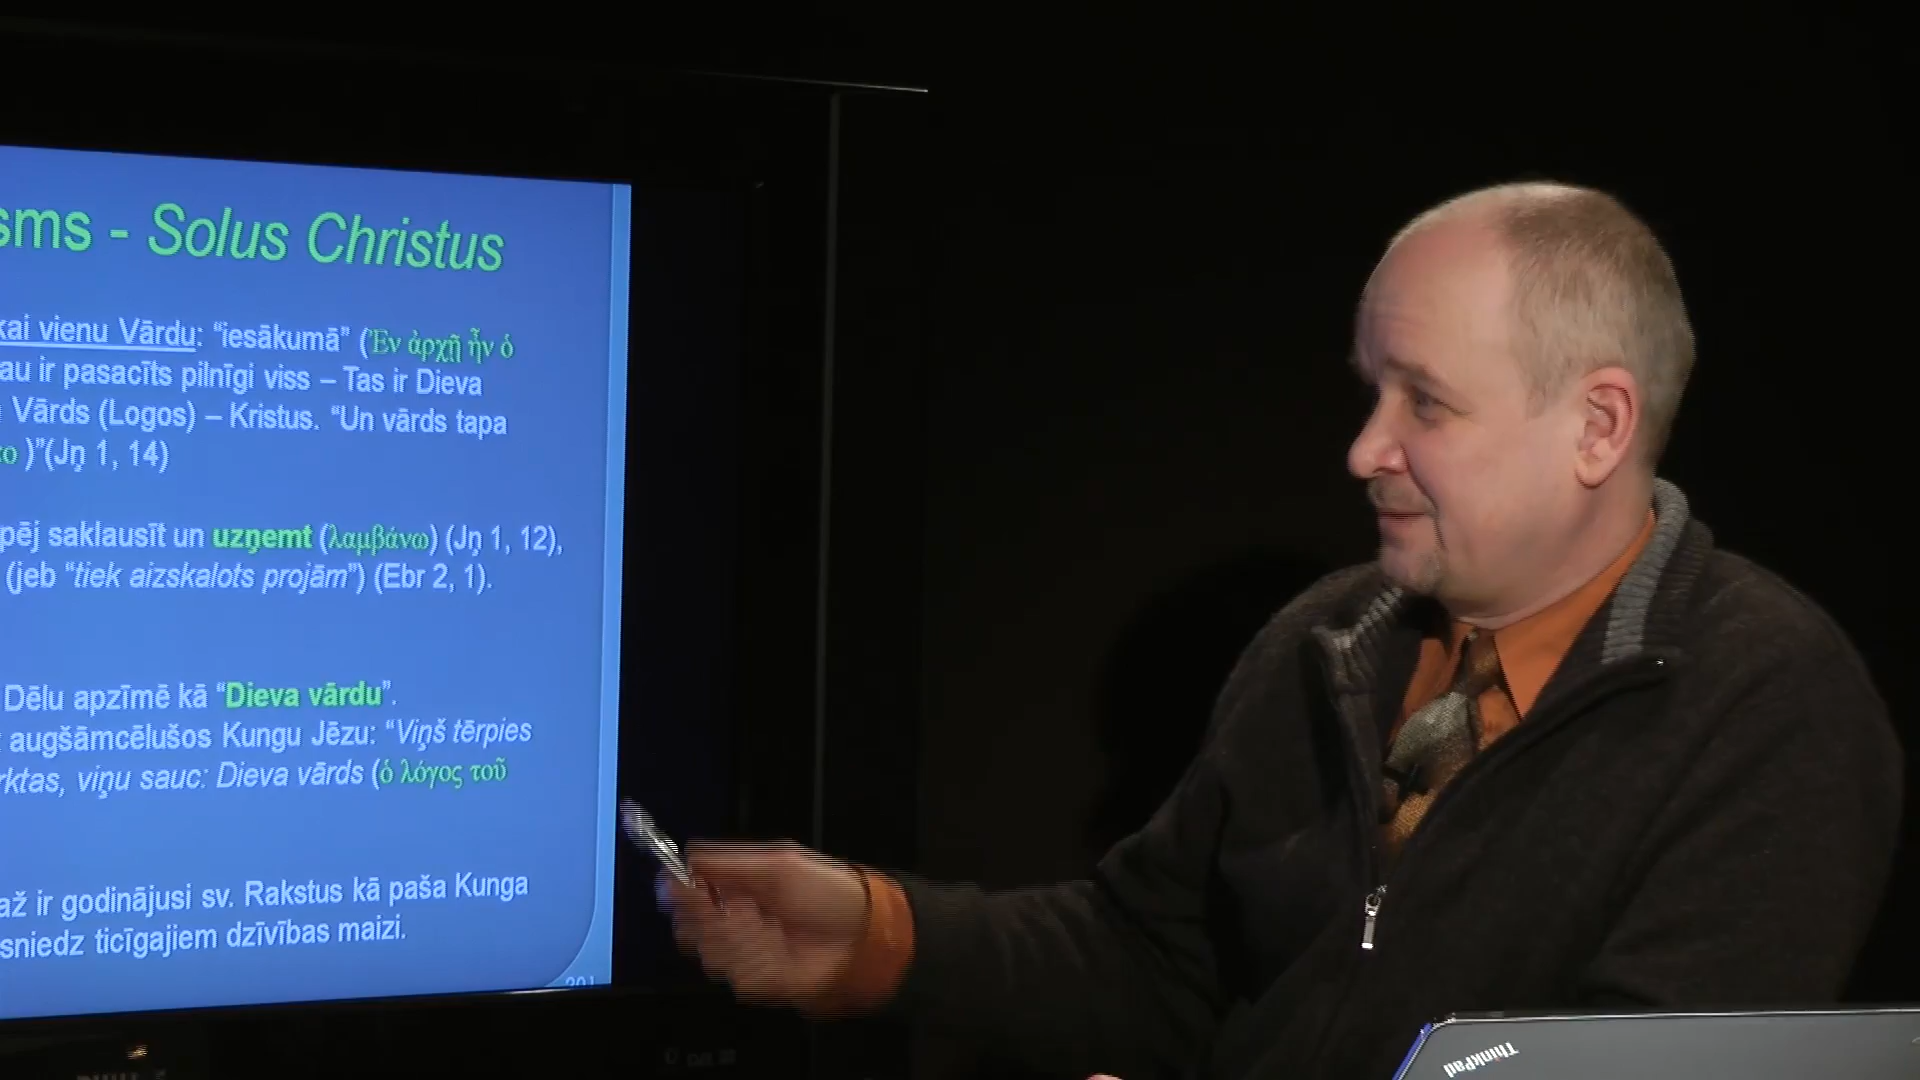 sms - Solus Christus
kai vienu Vārdu: “iesākumā” (Ἐν ἀρχῇ ἦν ὁ
au ir pasacīts pilnīgi viss – Tas ir Dieva
Vārds (Logos) – Kristus. “Un vārds tapa
το )”(Jņ 1, 14)
pēj saklausīt un uzņemt (λαμβάνω) (Jņ 1, 12),
(jeb “tiek aizskalots projām”) (Ebr 2, 1).
Dēlu apzīmē kā “Dieva vārdu”.
augšāmcēlušos Kungu Jēzu: “Viņš tērpies
rktas, viņu sauc: Dieva vārds (ὁ λόγος τοῦ
až ir godinājusi sv. Rakstus kā paša Kunga
sniedz ticīgajiem dzīvības maizi.
ThinkPad